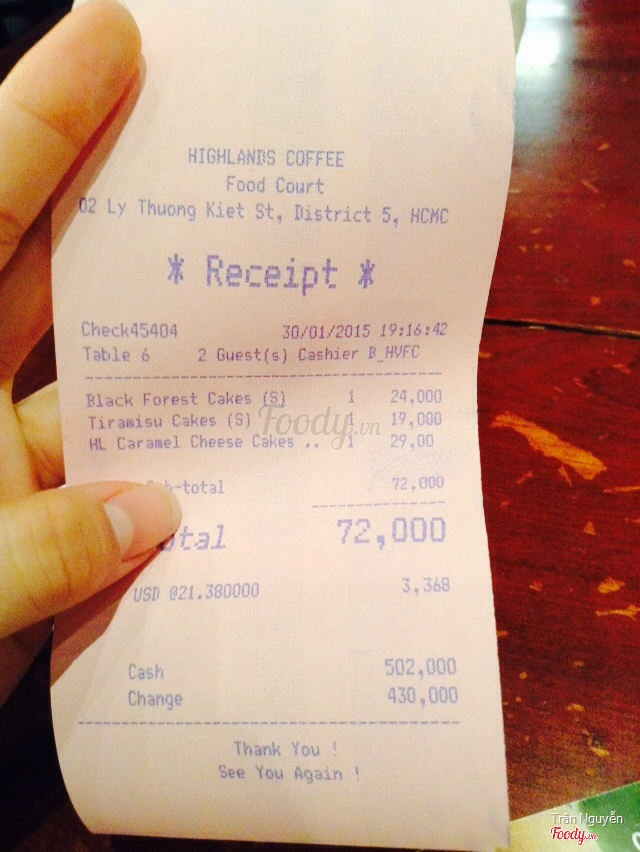 HIGHLANDS COFFEE
Food Court
02 Ly Thuong Kiet St, District 5, HCMC
* Receipt *
Check45404 30/01/2015 19:16:42
Table 6 2 Guest(s) Cashier B_HVFC
Black Forest Cakes (S) 1 24,000
Tiramisu Cakes (S) 1 19,000
HL Caramel Cheese Cakes .. 1 29,00
Foody.vn
b-total 72,000
otal 72,000
USD @21.380000 3,368
Cash 502,000
Change 430,000
Thank You !
See You Again !
Trân Nguyễn
Foody.vn